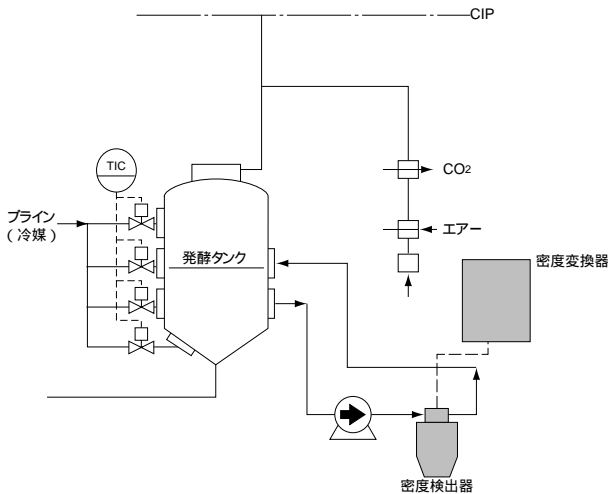 CIP
TIC
CO2
ブライン
(冷媒)
エアー
発酵タンク
密度変換器
密度検出器